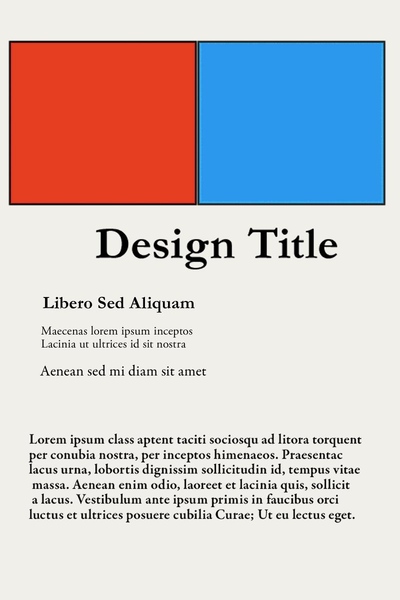 Design Title
Libero Sed Aliquam
Maecenas lorem ipsum inceptos
Lacinia ut ultrices id sit nostra
Aenean sed mi diam sit amet
Lorem ipsum class aptent taciti sociosqu ad litora torquent
per conubia nostra, per inceptos himenaeos. Praesentac
lacus urna, lobortis dignissim sollicitudin id, tempus vitae
massa. Aenean enim odio, laoreet et lacinia quis, sollicit
a lacus. Vestibulum ante ipsum primis in faucibus orci
luctus et ultrices posuere cubilia Curae; Ut eu lectus eget.